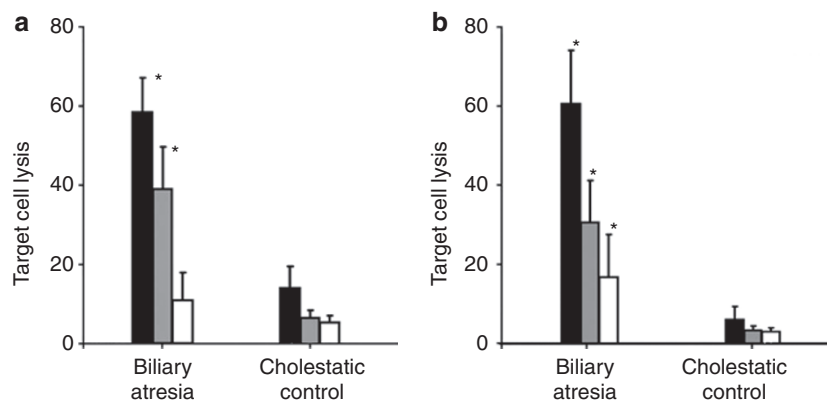 a
80
60
40
20
0
Target cell lysis
*
*
Biliary
atresia
Cholestatic
control
b
80
60
40
20
0
Target cell lysis
*
*
*
Biliary
atresia
Cholestatic
control